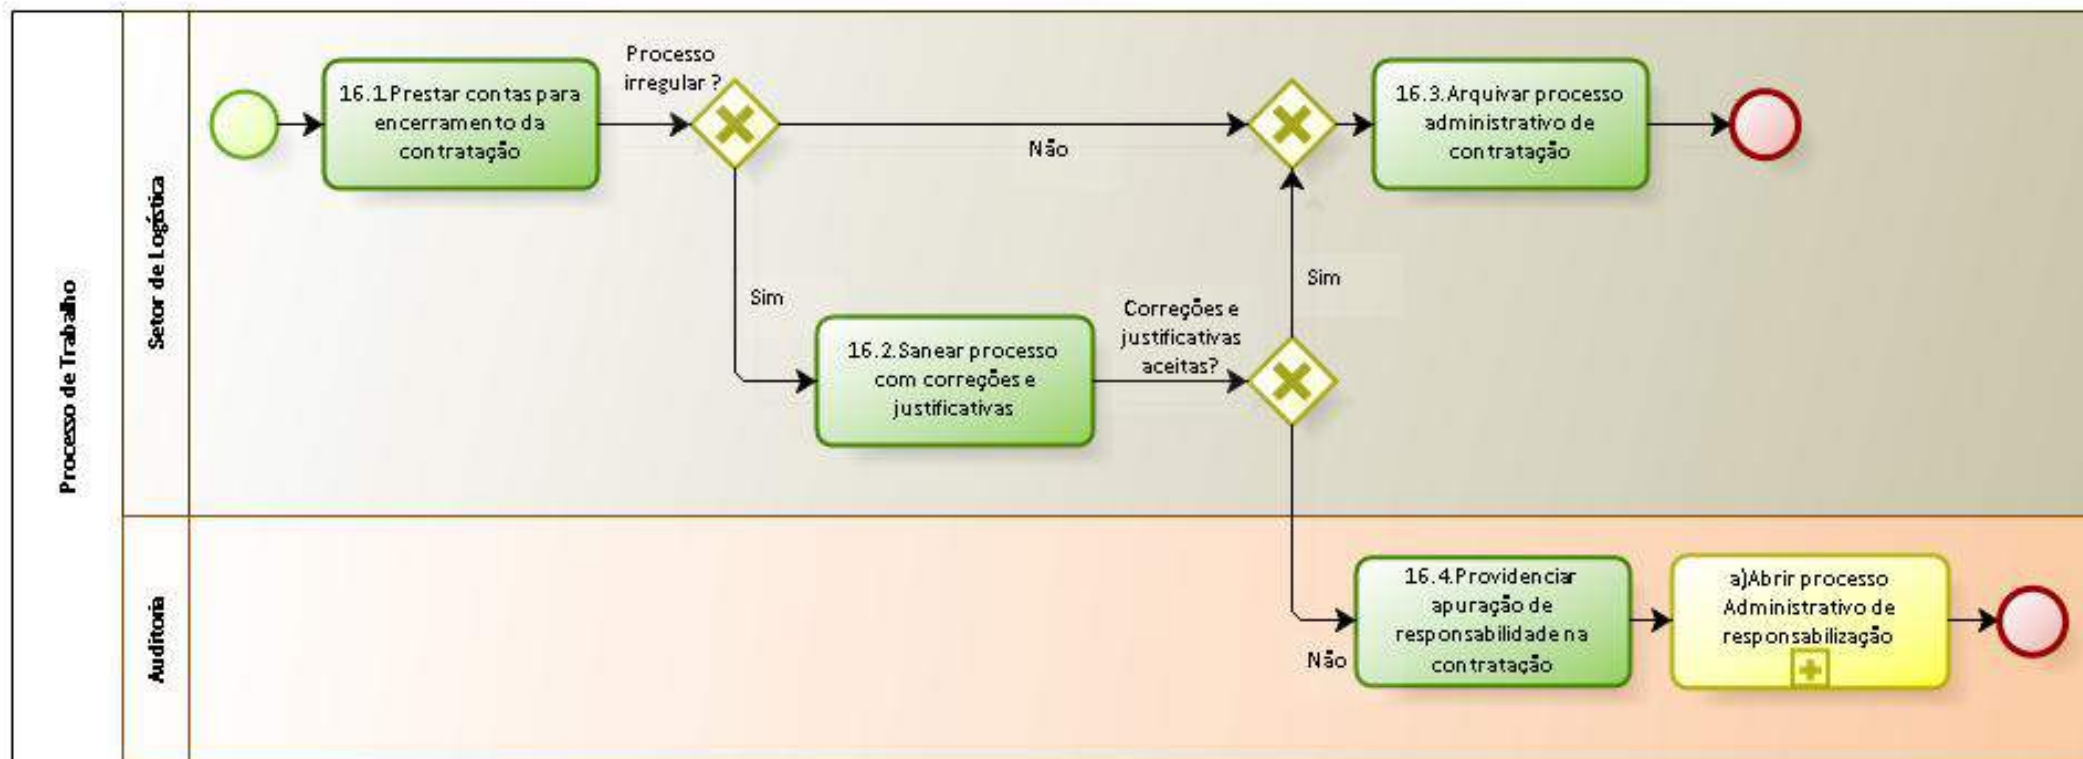 Processo de Trabalho
Setor de Logística
16.1.Prestar contas para
encerramento da
contratação
Processo
irregular ?
Não
16.3.Arquivar processo
administrativo de
contratação
Sim
16.2.Sanear processo
com correções e
justificativas
Correções e
justificativas
aceitas?
Sim
Auditoria
Não
16.4.Providenciar
apuração de
responsabilidade na
contratação
a)Abrir processo
Administrativo de
responsabilização